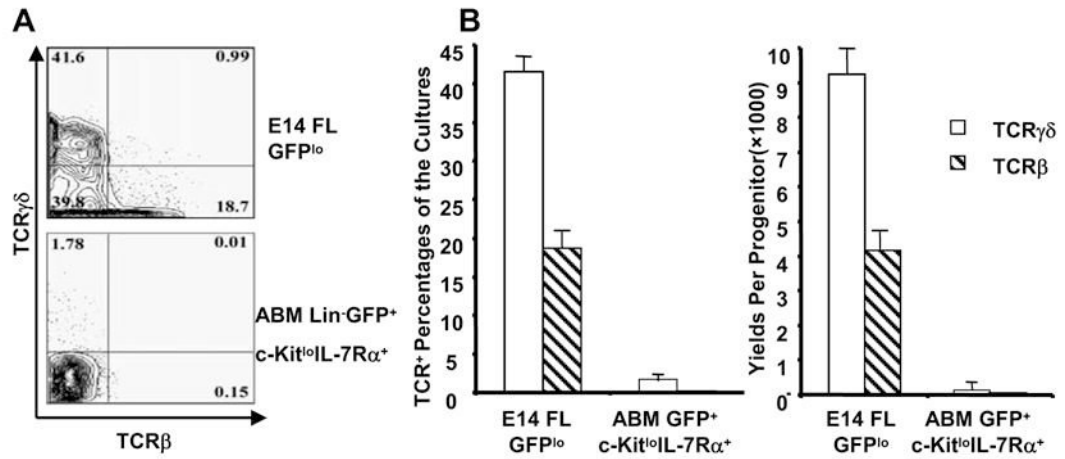 A
TCRγδ
41.6 0.99
39.8 18.7
E14 FL
GFPlo
1.78 0.01
0.15
ABM Lin-GFP+
c-KitloIL-7Rα+
TCRβ
B
TCR+ Percentages of the Cultures
45
40
35
30
25
20
15
10
5
0
E14 FL
GFPlo
ABM GFP+
c-KitloIL-7Rα+
Yields Per Progenitor(×1000)
10
9
8
7
6
5
4
3
2
1
0
E14 FL
GFPlo
ABM GFP+
c-KitloIL-7Rα+
TCRγδ
TCRβ